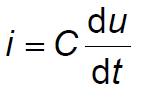 i = C du/dt